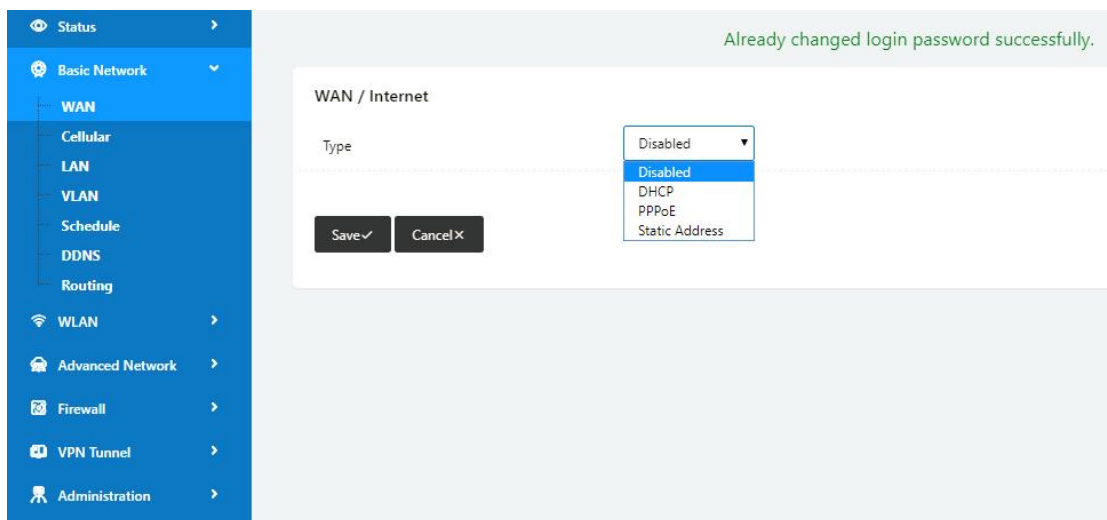 Status
Basic Network
WAN
Cellular
LAN
VLAN
Schedule
DDNS
Routing
WLAN
Advanced Network
Firewall
VPN Tunnel
Administration
Already changed login password successfully.
WAN / Internet
Type
Disabled
Disabled
DHCP
PPPoE
Static Address
Save
Cancel